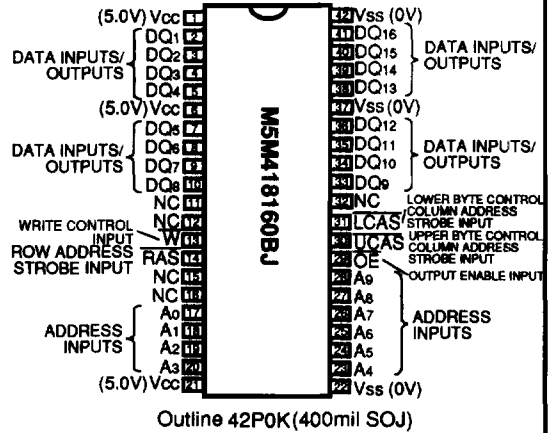 (5.0V) Vcc 1
DQ1 2
DQ2 3
DQ3 4
DQ4 5
DATA INPUTS/
OUTPUTS
(5.0V) Vcc 6
DQ5 7
DQ6 8
DQ7 9
DQ8 10
DATA INPUTS/
OUTPUTS
NC 11
NC 12
WRITE CONTROL
INPUT
W 13
ROW ADDRESS
STROBE INPUT
RAS 14
NC 15
NC 16
A0 17
A1 18
A2 19
A3 20
ADDRESS
INPUTS
(5.0V) Vcc 21
M5M418160BJ
42 Vss (0V)
41 DQ16
40 DQ15
39 DQ14
38 DQ13
DATA INPUTS/
OUTPUTS
37 Vss (0V)
36 DQ12
35 DQ11
34 DQ10
33 DQ9
DATA INPUTS/
OUTPUTS
32 NC
31 LCAS
LOWER BYTE CONTROL
COLUMN ADDRESS
STROBE INPUT
30 UCAS
UPPER BYTE CONTROL
COLUMN ADDRESS
STROBE INPUT
29 OE
OUTPUT ENABLE INPUT
28 A9
27 A8
26 A7
25 A6
24 A5
23 A4
ADDRESS
INPUTS
22 Vss (0V)
Outline 42P0K(400mil SOJ)